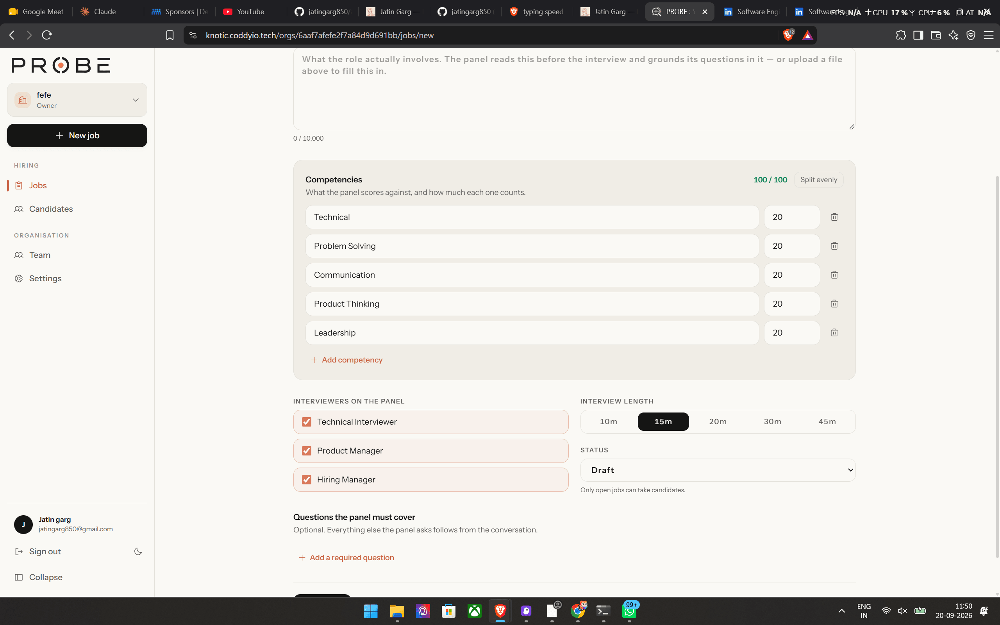 Google Meet
Claude
Sponsors | De
YouTube
jatingarg850/
Jatin Garg —
jatingarg850 (
typing speed
Jatin Garg —
PROBE :
Software Eng
Software Eng
FPS N/A GPU 17 % CPU 6 % LAT N/A
knotic.coddyio.tech/orgs/6aaf7afefe2f7a84d9d691bb/jobs/new
12
PROBE
fefe
Owner
New job
HIRING
Jobs
Candidates
ORGANISATION
Team
Settings
J
Jatin garg
jatingarg850@gmail.com
Sign out
Collapse
What the role actually involves. The panel reads this before the interview and grounds its questions in it — or upload a file
above to fill this in.
0 / 10,000
Competencies
100 / 100
Split evenly
What the panel scores against, and how much each one counts.
Technical 20
Problem Solving 20
Communication 20
Product Thinking 20
Leadership 20
+ Add competency
INTERVIEWERS ON THE PANEL
Technical Interviewer
Product Manager
Hiring Manager
INTERVIEW LENGTH
10m 15m 20m 30m 45m
STATUS
Draft
Only open jobs can take candidates.
Questions the panel must cover
Optional. Everything else the panel asks follows from the conversation.
+ Add a required question
99+
ENG
IN
11:50
20-09-2026